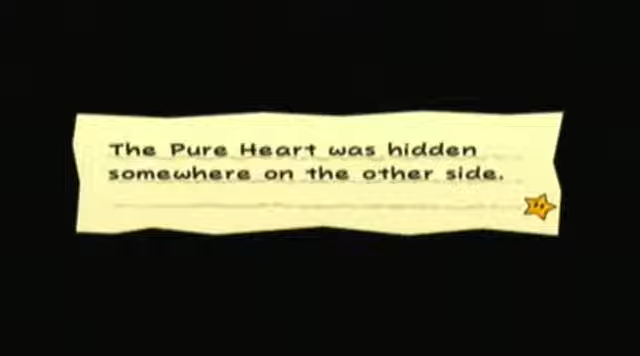 The Pure Heart was hidden
somewhere on the other side.